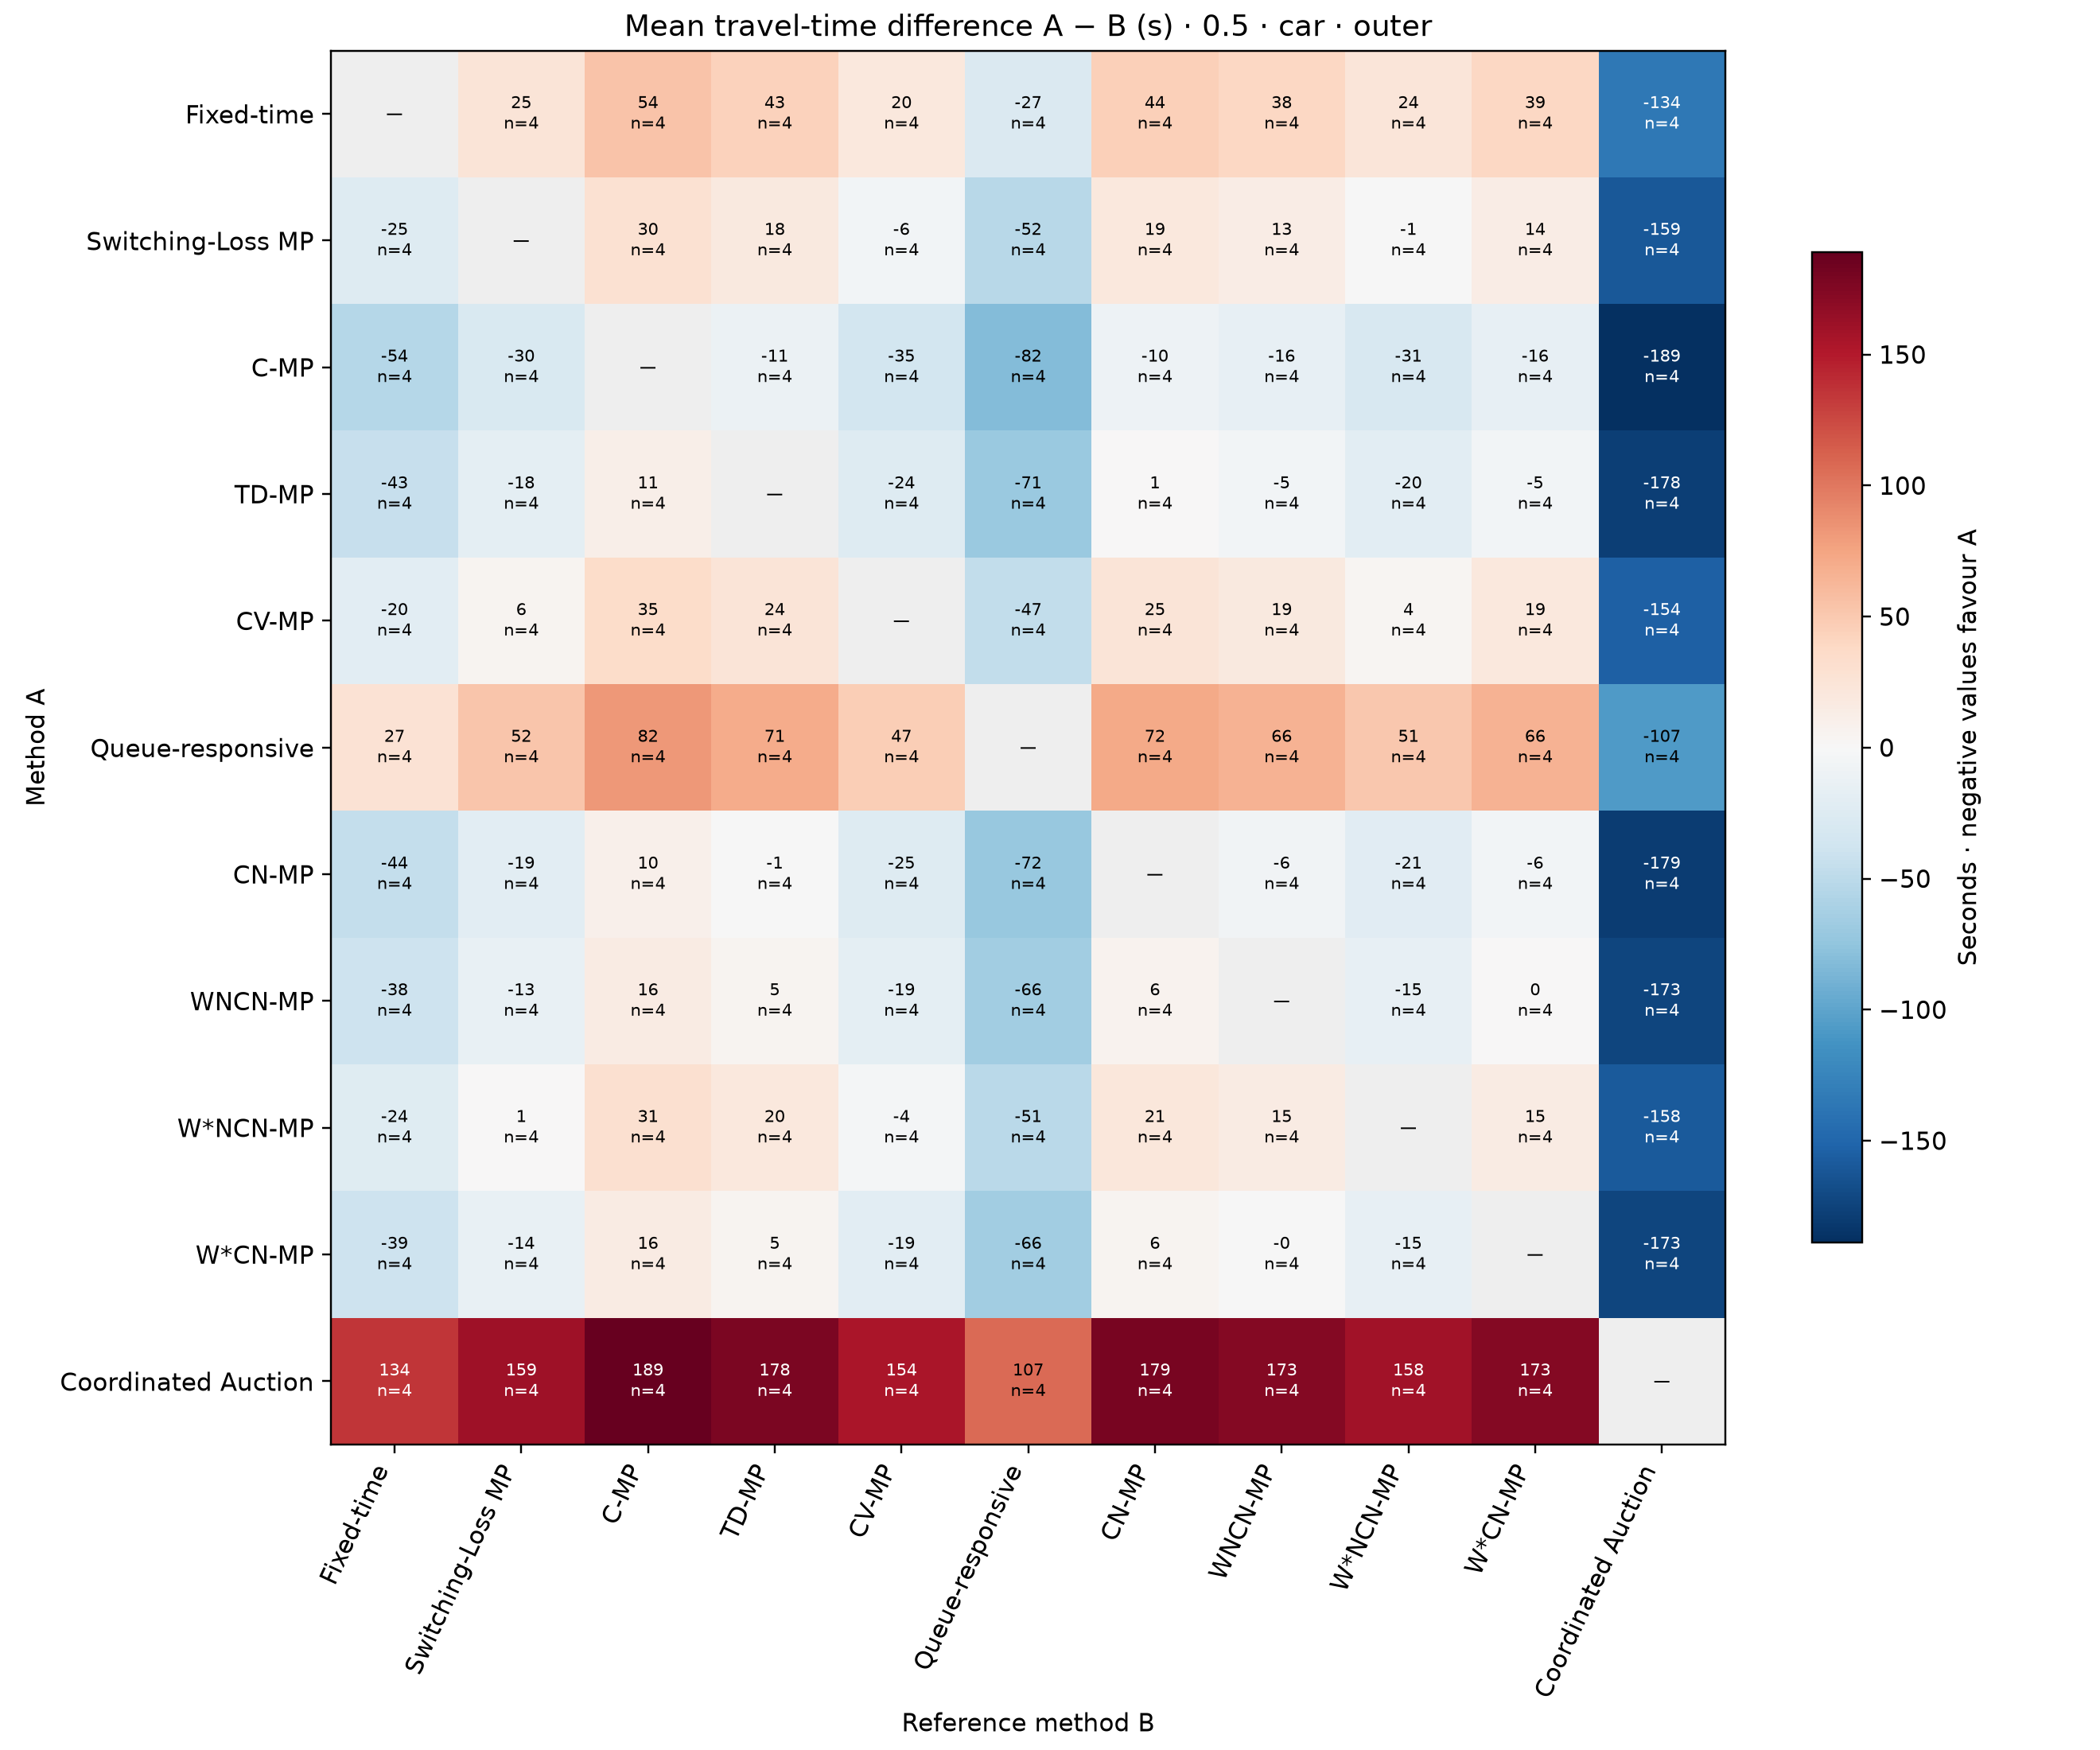 Mean travel-time difference A − B (s) · 0.5 · car · outer
Fixed-time
— 25 54 43 20 -27 44 38 24 39 -134
n=4 n=4 n=4 n=4 n=4 n=4 n=4 n=4 n=4 n=4
Switching-Loss MP
-25 — 30 18 -6 -52 19 13 -1 14 -159
n=4 n=4 n=4 n=4 n=4 n=4 n=4 n=4 n=4 n=4
C-MP
-54 -30 — -11 -35 -82 -10 -16 -31 -16 -189
n=4 n=4 n=4 n=4 n=4 n=4 n=4 n=4 n=4 n=4
TD-MP
-43 -18 11 — -24 -71 1 -5 -20 -5 -178
n=4 n=4 n=4 n=4 n=4 n=4 n=4 n=4 n=4 n=4
CV-MP
-20 6 35 24 — -47 25 19 4 19 -154
n=4 n=4 n=4 n=4 n=4 n=4 n=4 n=4 n=4 n=4
Queue-responsive
27 52 82 71 47 — 72 66 51 66 -107
n=4 n=4 n=4 n=4 n=4 n=4 n=4 n=4 n=4 n=4
CN-MP
-44 -19 10 -1 -25 -72 — -6 -21 -6 -179
n=4 n=4 n=4 n=4 n=4 n=4 n=4 n=4 n=4 n=4
WNCN-MP
-38 -13 16 5 -19 -66 6 — -15 0 -173
n=4 n=4 n=4 n=4 n=4 n=4 n=4 n=4 n=4 n=4
W*NCN-MP
-24 1 31 20 -4 -51 21 15 — 15 -158
n=4 n=4 n=4 n=4 n=4 n=4 n=4 n=4 n=4 n=4
W*CN-MP
-39 -14 16 5 -19 -66 6 -0 -15 — -173
n=4 n=4 n=4 n=4 n=4 n=4 n=4 n=4 n=4 n=4
Coordinated Auction
134 159 189 178 154 107 179 173 158 173 —
n=4 n=4 n=4 n=4 n=4 n=4 n=4 n=4 n=4 n=4
Method A
Fixed-time
Switching-Loss MP
C-MP
TD-MP
CV-MP
Queue-responsive
CN-MP
WNCN-MP
W*NCN-MP
W*CN-MP
Coordinated Auction
Reference method B
150
100
50
0
−50
−100
−150
Seconds · negative values favour A